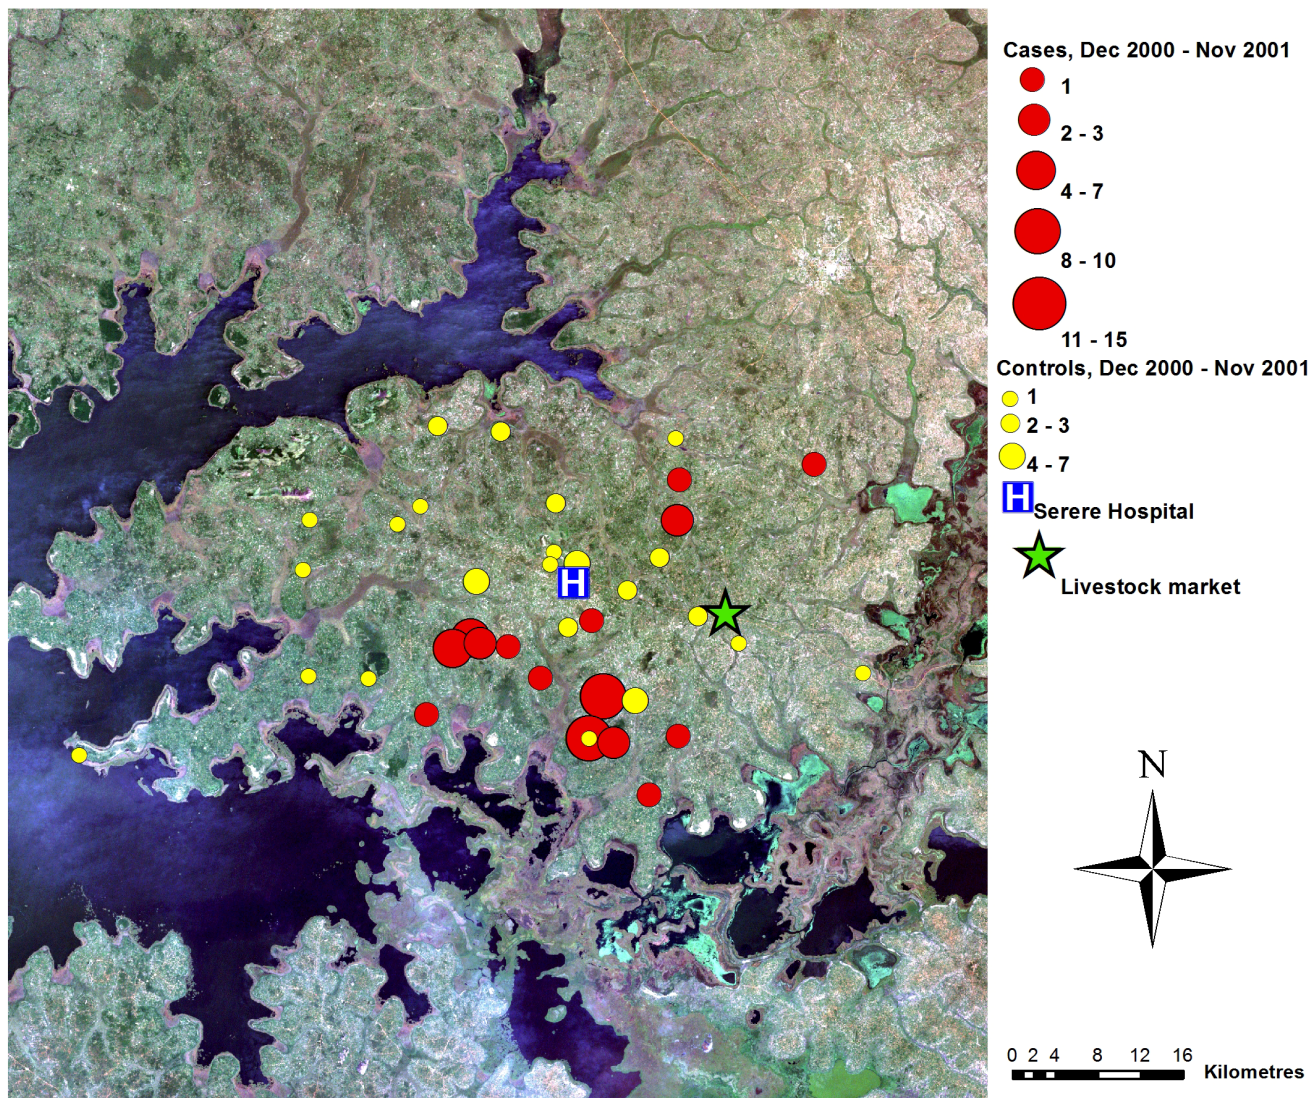 Cases, Dec 2000 - Nov 2001
1
2 - 3
4 - 7
8 - 10
11 - 15
Controls, Dec 2000 - Nov 2001
1
2 - 3
4 - 7
H Serere Hospital
Livestock market
H
N
0 2 4 8 12 16 Kilometres